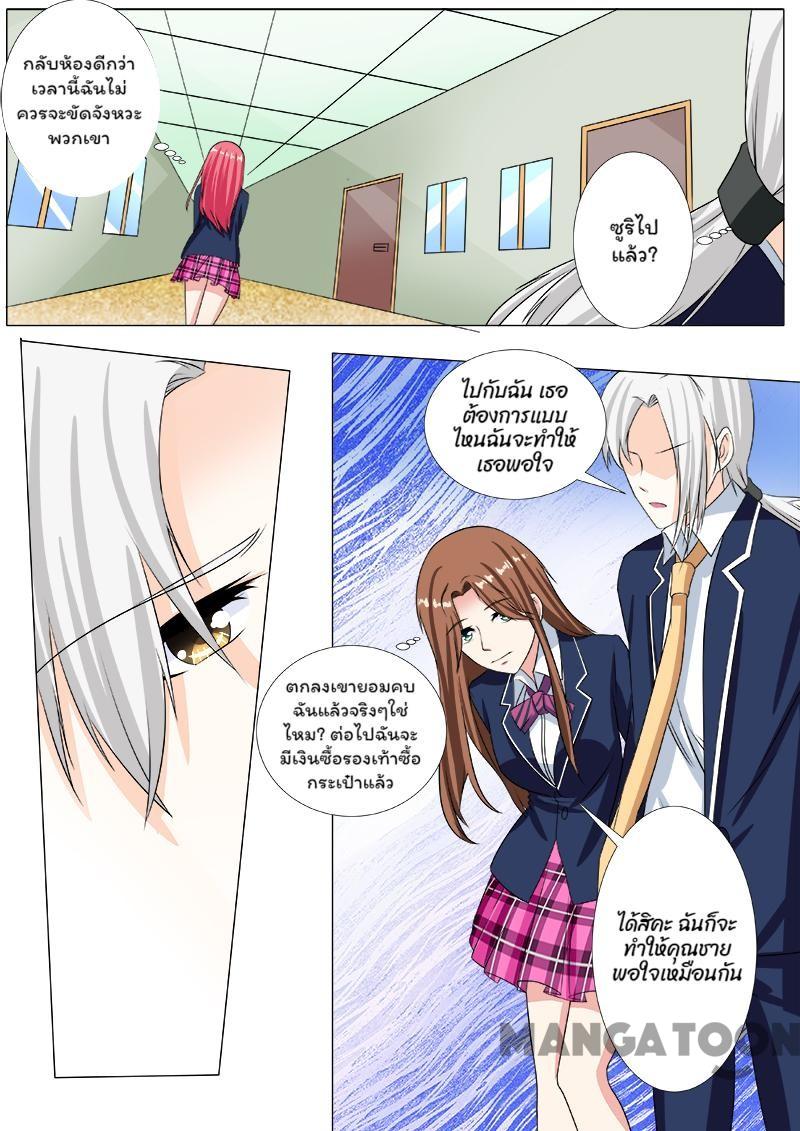 กลับห้องดีกว่า
เวลานี้ฉันไม่
ควรจะขัดจังหวะ
พวกเขา
ซูริไป
แล้ว?
ไปกับฉัน เธอ
ต้องการแบบ
ไหนฉันจะทำให้
เธอพอใจ
ตกลงเขายอมคบ
ฉันแล้วจริงๆใช่
ไหม? ต่อไปฉันจะ
มีเงินซื้อรองเท้าซื้อ
กระเป๋าแล้ว
ได้สิคะ ฉันก็จะ
ทำให้คุณชาย
พอใจเหมือนกัน
MANGATOON